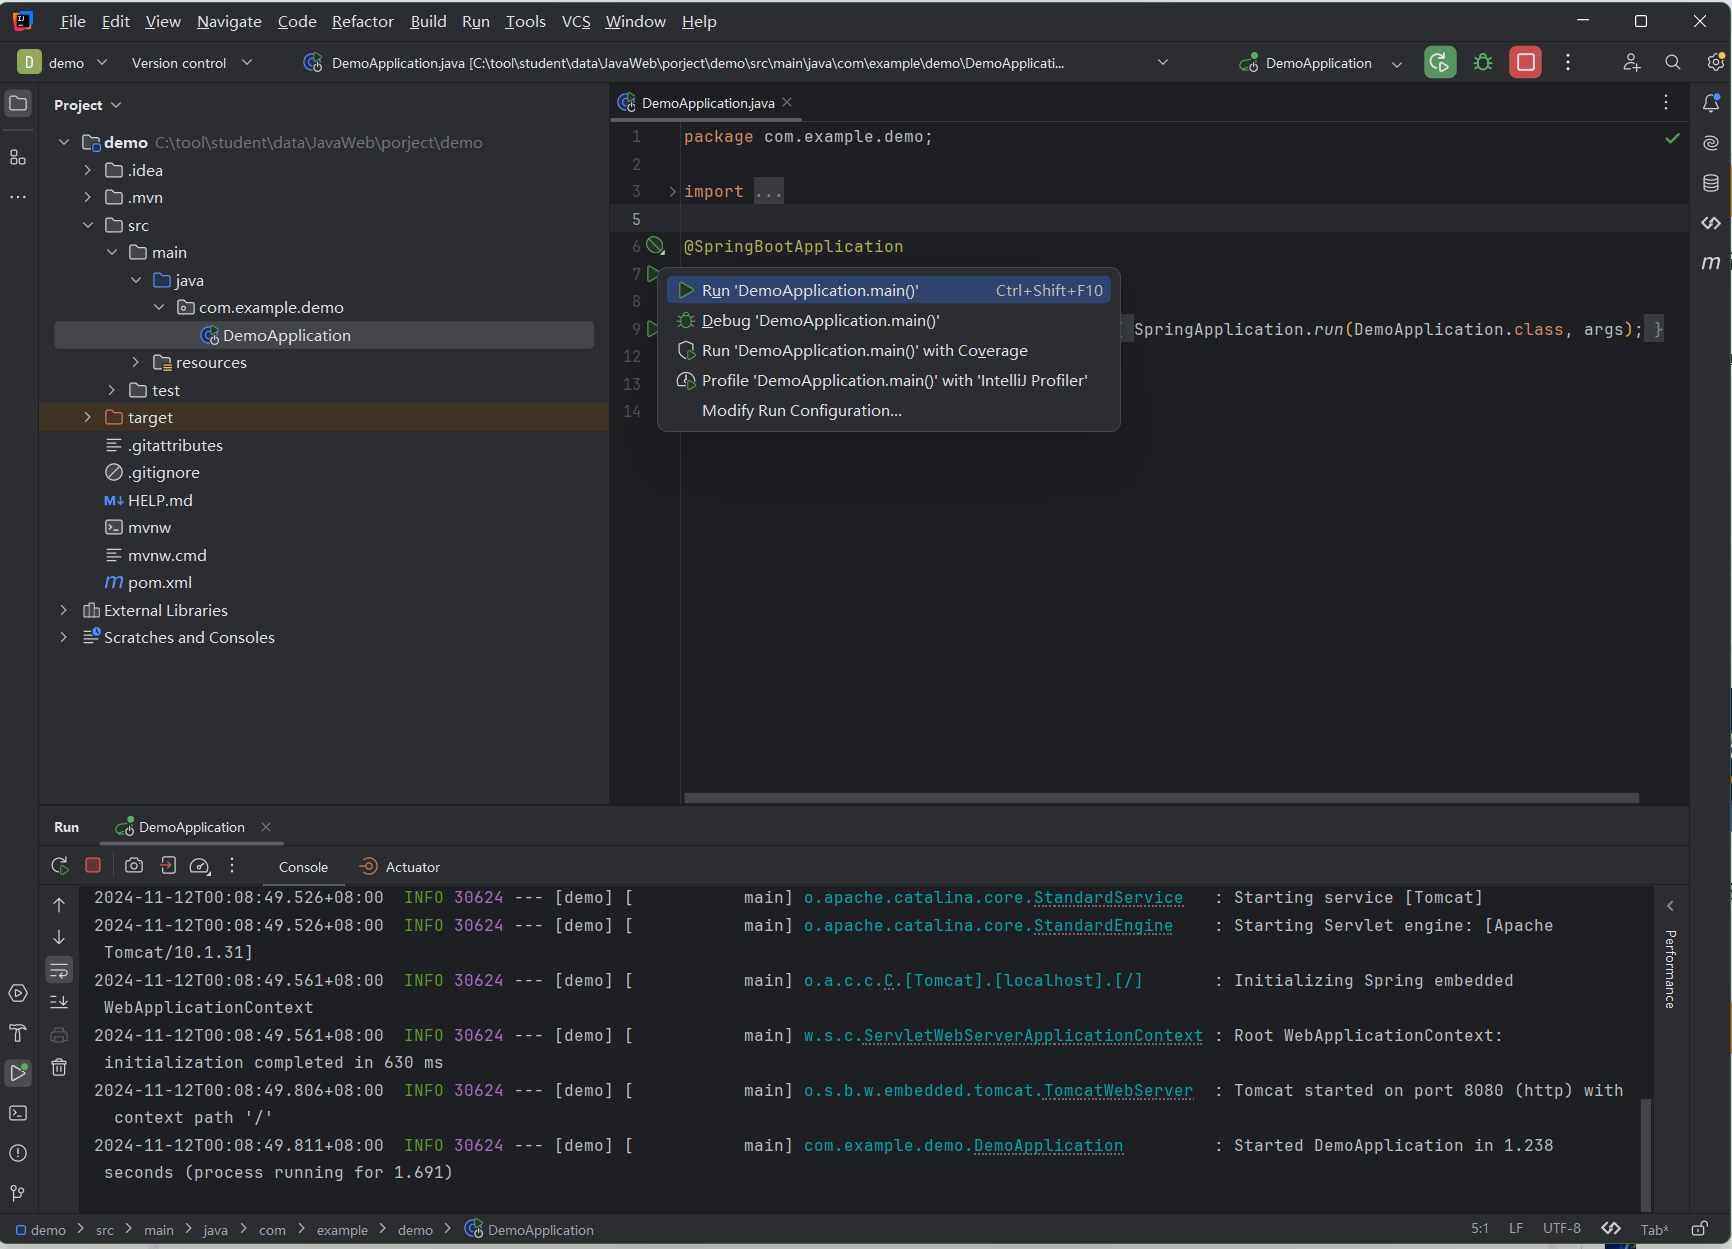 File Edit View Navigate Code Refactor Build Run Tools VCS Window Help
D demo Version control DemoApplication.java [C:\tool\student\data\JavaWeb\porject\demo\src\main\java\com\example\demo\DemoApplicati... DemoApplication
Project
demo C:\tool\student\data\JavaWeb\porject\demo
.idea
.mvn
src
main
java
com.example.demo
DemoApplication
resources
test
target
.gitattributes
.gitignore
M↓ HELP.md
mvnw
mvnw.cmd
m pom.xml
External Libraries
Scratches and Consoles
DemoApplication.java
1 package com.example.demo;
2
3 import ...
5
6 @SpringBootApplication
7
8
9 { SpringApplication.run(DemoApplication.class, args); }
12
13
14
Run 'DemoApplication.main()' Ctrl+Shift+F10
Debug 'DemoApplication.main()'
Run 'DemoApplication.main()' with Coverage
Profile 'DemoApplication.main()' with 'IntelliJ Profiler'
Modify Run Configuration...
m
Run DemoApplication
Console Actuator
2024-11-12T00:08:49.526+08:00 INFO 30624 --- [demo] [ main] o.apache.catalina.core.StandardService : Starting service [Tomcat]
2024-11-12T00:08:49.526+08:00 INFO 30624 --- [demo] [ main] o.apache.catalina.core.StandardEngine : Starting Servlet engine: [Apache
Tomcat/10.1.31]
2024-11-12T00:08:49.561+08:00 INFO 30624 --- [demo] [ main] o.a.c.c.C.[Tomcat].[localhost].[/] : Initializing Spring embedded
WebApplicationContext
2024-11-12T00:08:49.561+08:00 INFO 30624 --- [demo] [ main] w.s.c.ServletWebServerApplicationContext : Root WebApplicationContext:
initialization completed in 630 ms
2024-11-12T00:08:49.806+08:00 INFO 30624 --- [demo] [ main] o.s.b.w.embedded.tomcat.TomcatWebServer : Tomcat started on port 8080 (http) with
context path '/'
2024-11-12T00:08:49.811+08:00 INFO 30624 --- [demo] [ main] com.example.demo.DemoApplication : Started DemoApplication in 1.238
seconds (process running for 1.691)
Performance
demo > src > main > java > com > example > demo > DemoApplication 5:1 LF UTF-8 Tab*